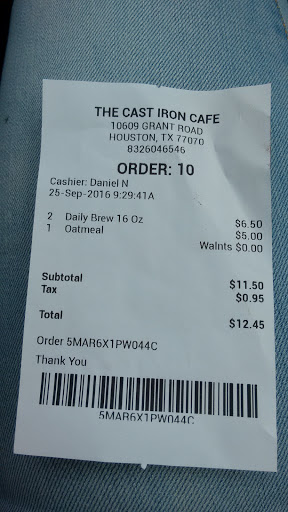 THE CAST IRON CAFE
10609 GRANT ROAD
HOUSTON, TX 77070
8326046546
ORDER: 10
Cashier: Daniel N
25-Sep-2016 9:29:41A
2 Daily Brew 16 Oz $6.50
1 Oatmeal $5.00
Walnts $0.00
Subtotal $11.50
Tax $0.95
Total $12.45
Order 5MAR6X1PW044C
Thank You
5MAR6X1PW044C